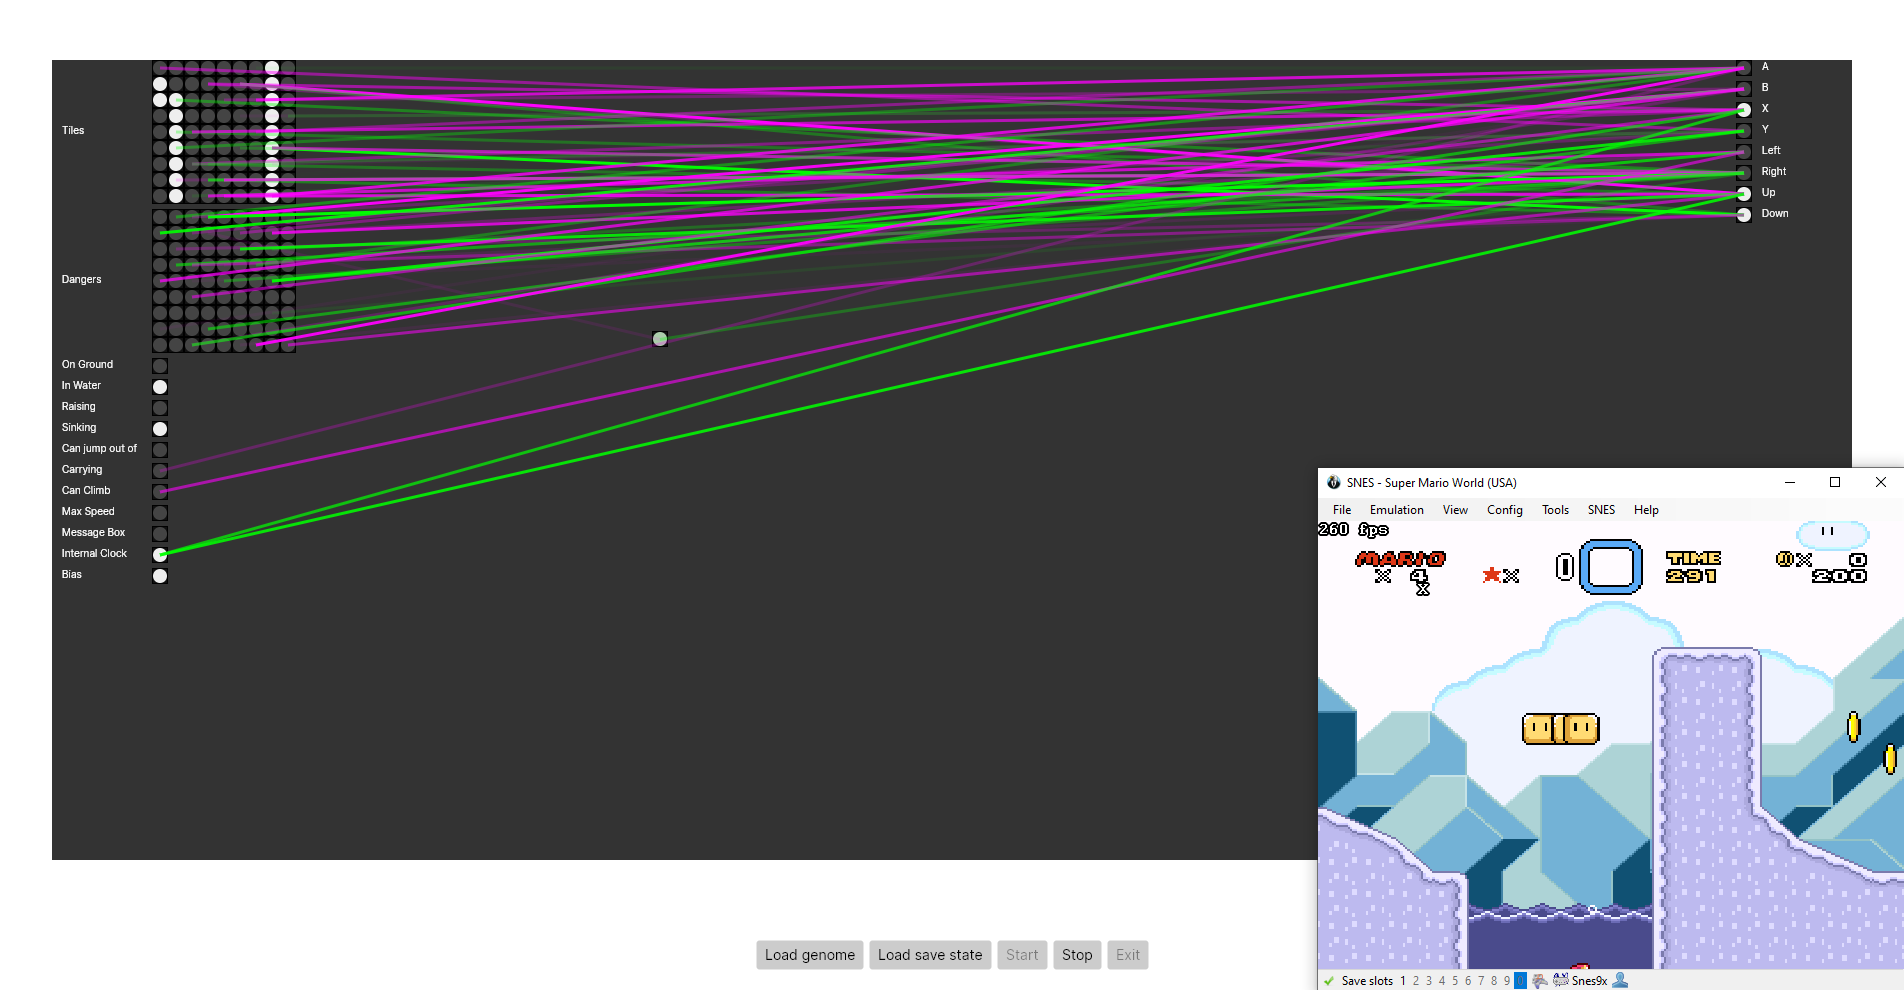 A
B
X
Tiles
Y
Left
Right
Up
Down
Dangers
On Ground
In Water
Raising
Sinking
Can jump out of
Carrying
Can Climb
Max Speed
Message Box
Internal Clock
Bias
SNES - Super Mario World (USA)
File Emulation View Config Tools SNES Help
260 fps
MARIO TIME
x 4 ★x 0 291 x 0
x 200
Load genome Load save state Start Stop Exit
Save slots 1 2 3 4 5 6 7 8 9 0 Snes9x